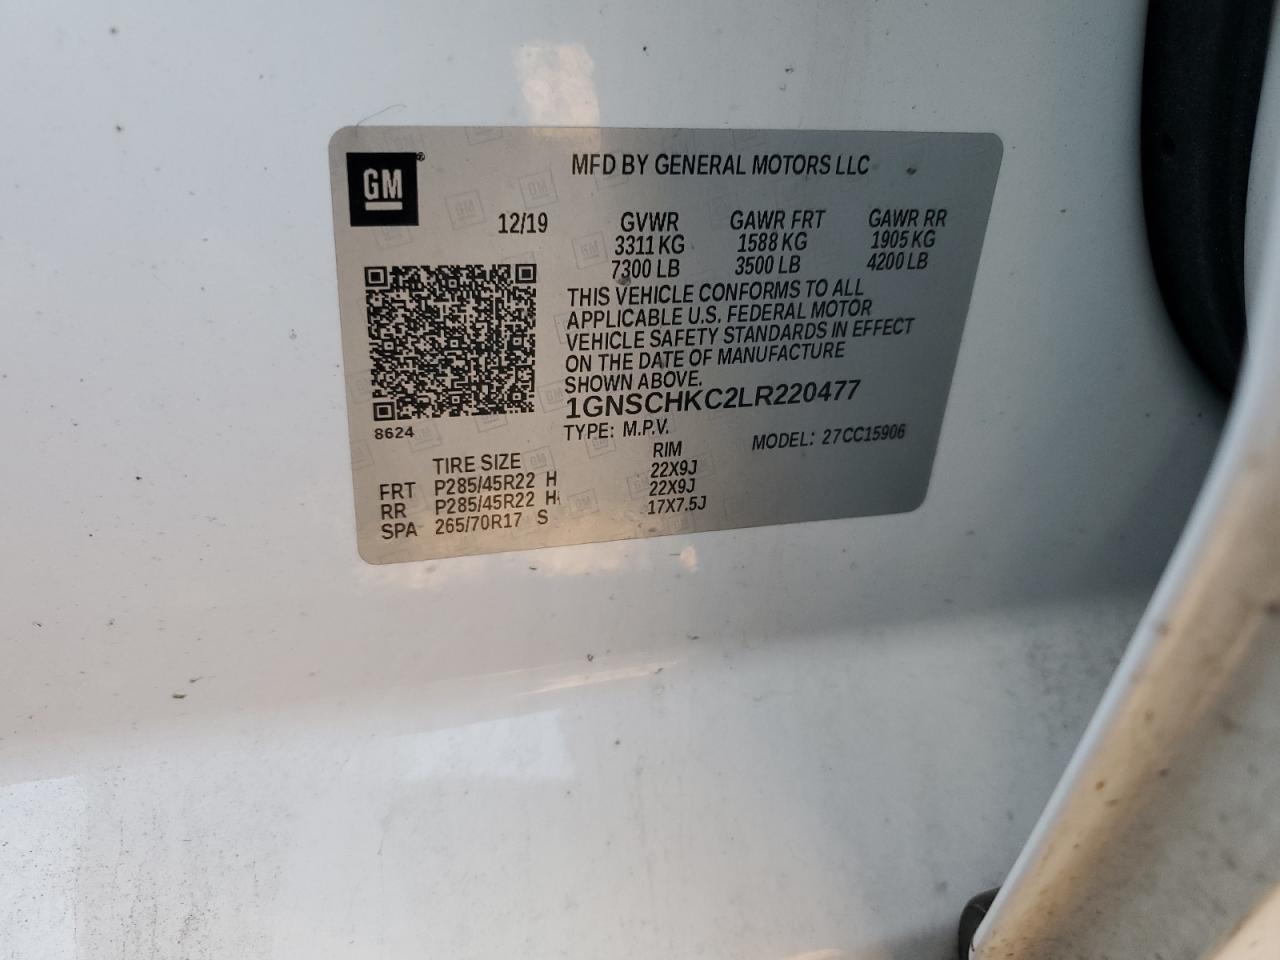 GM
MFD BY GENERAL MOTORS LLC
12/19 GVWR GAWR FRT GAWR RR
3311 KG 1588 KG 1905 KG
7300 LB 3500 LB 4200 LB
THIS VEHICLE CONFORMS TO ALL
APPLICABLE U.S. FEDERAL MOTOR
VEHICLE SAFETY STANDARDS IN EFFECT
ON THE DATE OF MANUFACTURE
SHOWN ABOVE.
1GNSCHKC2LR220477
8624
TYPE: M.P.V. MODEL: 27CC15906
TIRE SIZE RIM
FRT P285/45R22 H 22X9J
RR P285/45R22 H 22X9J
SPA 265/70R17 S 17X7.5J